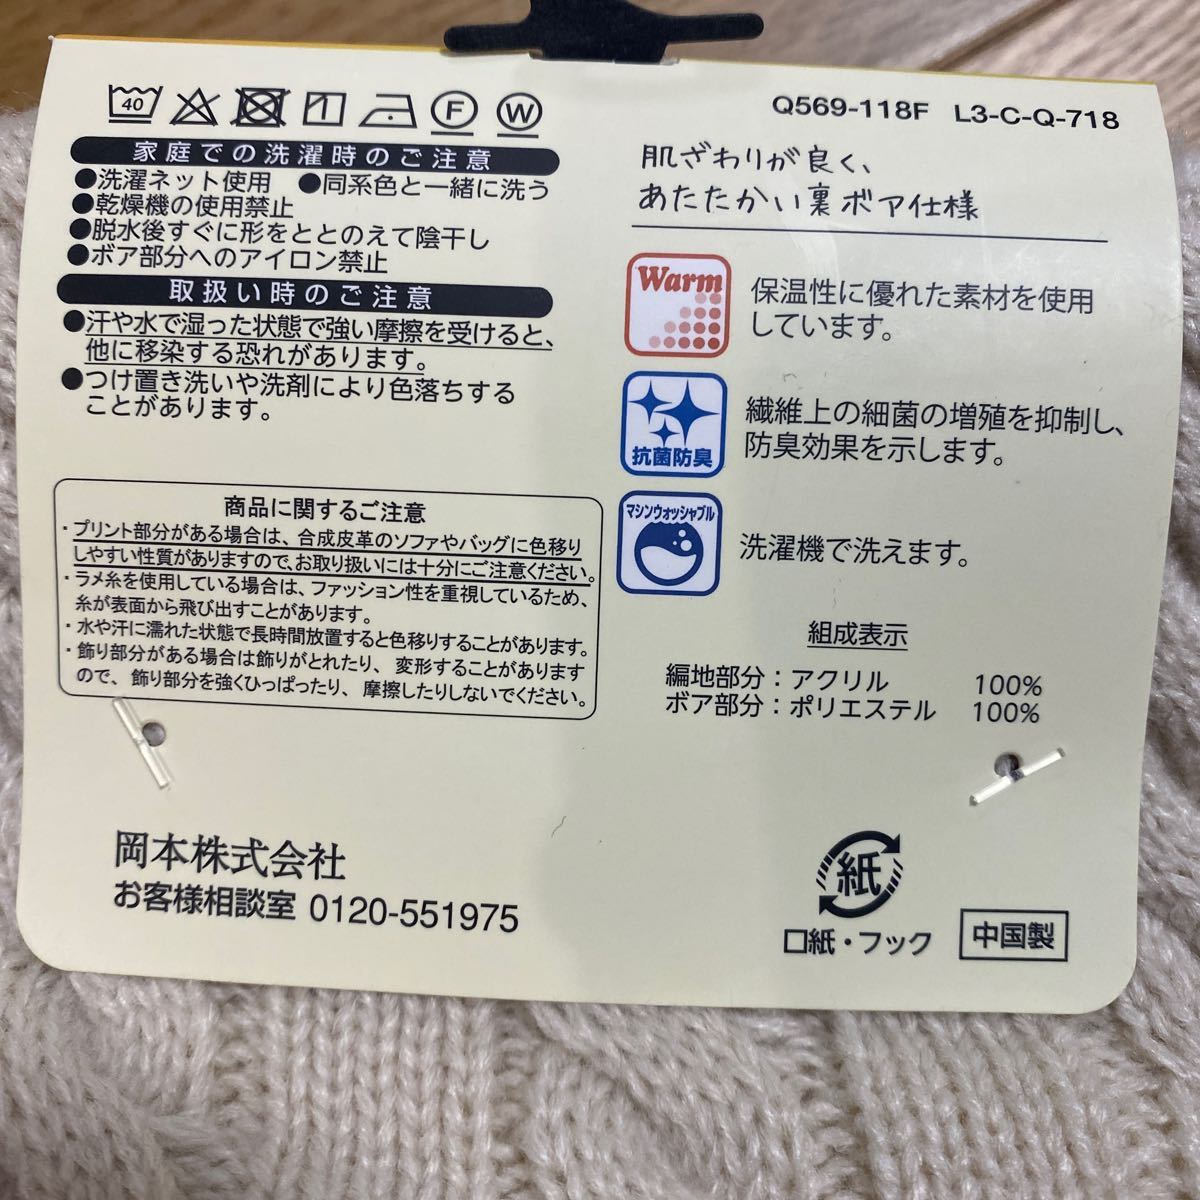 40 F W
家庭での洗濯時のご注意
●洗濯ネット使用 ●同系色と一緒に洗う
●乾燥機の使用禁止
●脱水後すぐに形をととのえて陰干し
●ボア部分へのアイロン禁止
取扱い時のご注意
●汗や水で湿った状態で強い摩擦を受けると、
他に移染する恐れがあります。
●つけ置き洗いや洗剤により色落ちする
ことがあります。
商品に関するご注意
・プリント部分がある場合は、合成皮革のソファやバッグに色移り
しやすい性質がありますので、お取り扱いには十分にご注意ください。
・ラメ糸を使用している場合は、ファッション性を重視しているため、
糸が表面から飛び出すことがあります。
・水や汗に濡れた状態で長時間放置すると色移りすることがあります。
・飾り部分がある場合は飾りがとれたり、変形することがあります
ので、飾り部分を強くひっぱったり、摩擦したりしないでください。
岡本株式会社
お客様相談室 0120-551975
Q569-118F L3-C-Q-718
肌ざわりが良く、
あたたかい裏ボア仕様
Warm
保温性に優れた素材を使用
しています。
抗菌防臭
繊維上の細菌の増殖を抑制し、
防臭効果を示します。
マシンウォッシャブル
洗濯機で洗えます。
組成表示
編地部分：アクリル 100%
ボア部分：ポリエステル 100%
紙
口紙・フック
中国製